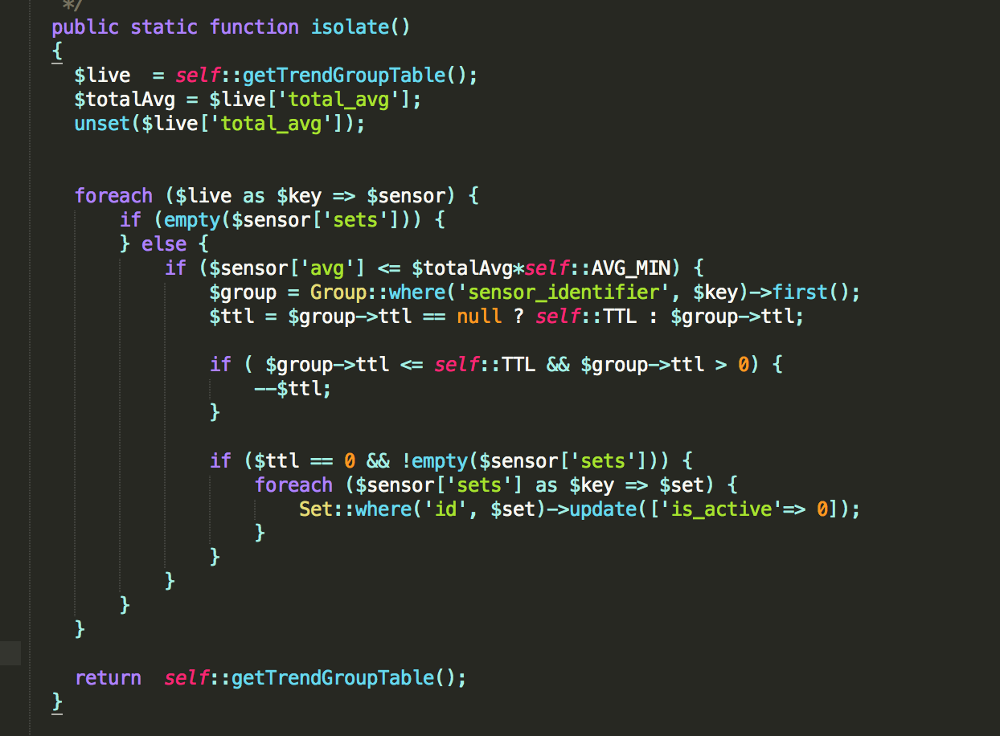 */
public static function isolate()
{
$live  = self::getTrendGroupTable();
$totalAvg = $live['total_avg'];
unset($live['total_avg']);
foreach ($live as $key => $sensor) {
if (empty($sensor['sets'])) {
} else {
if ($sensor['avg'] <= $totalAvg*self::AVG_MIN) {
$group = Group::where('sensor_identifier', $key)->first();
$ttl = $group->ttl == null ? self::TTL : $group->ttl;
if ( $group->ttl <= self::TTL && $group->ttl > 0) {
--$ttl;
}
if ($ttl == 0 && !empty($sensor['sets'])) {
foreach ($sensor['sets'] as $key => $set) {
Set::where('id', $set)->update(['is_active'=> 0]);
}
}
}
}
}
return  self::getTrendGroupTable();
}